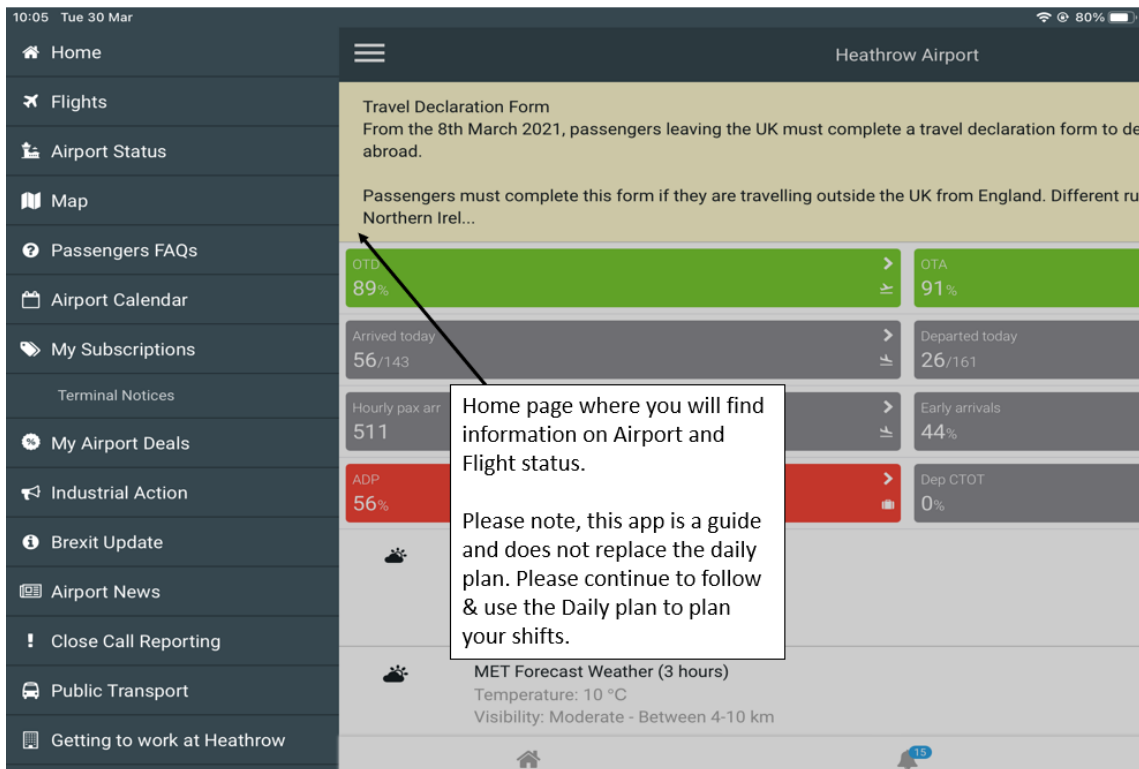 10:05 Tue 30 Mar
80%
Home
Flights
Airport Status
Map
Passengers FAQs
Airport Calendar
My Subscriptions
Terminal Notices
My Airport Deals
Industrial Action
Brexit Update
Airport News
Close Call Reporting
Public Transport
Getting to work at Heathrow
Heathrow Airport
Travel Declaration Form
From the 8th March 2021, passengers leaving the UK must complete a travel declaration form to de
abroad.
Passengers must complete this form if they are travelling outside the UK from England. Different ru
Northern Irel...
OTD
89%
OTA
91%
Arrived today
56/143
Departed today
26/161
Hourly pax arr
511
Early arrivals
44%
ADP
56%
Dep CTOT
0%
Home page where you will find
information on Airport and
Flight status.
Please note, this app is a guide
and does not replace the daily
plan. Please continue to follow
& use the Daily plan to plan
your shifts.
MET Forecast Weather (3 hours)
Temperature: 10 °C
Visibility: Moderate - Between 4-10 km
15